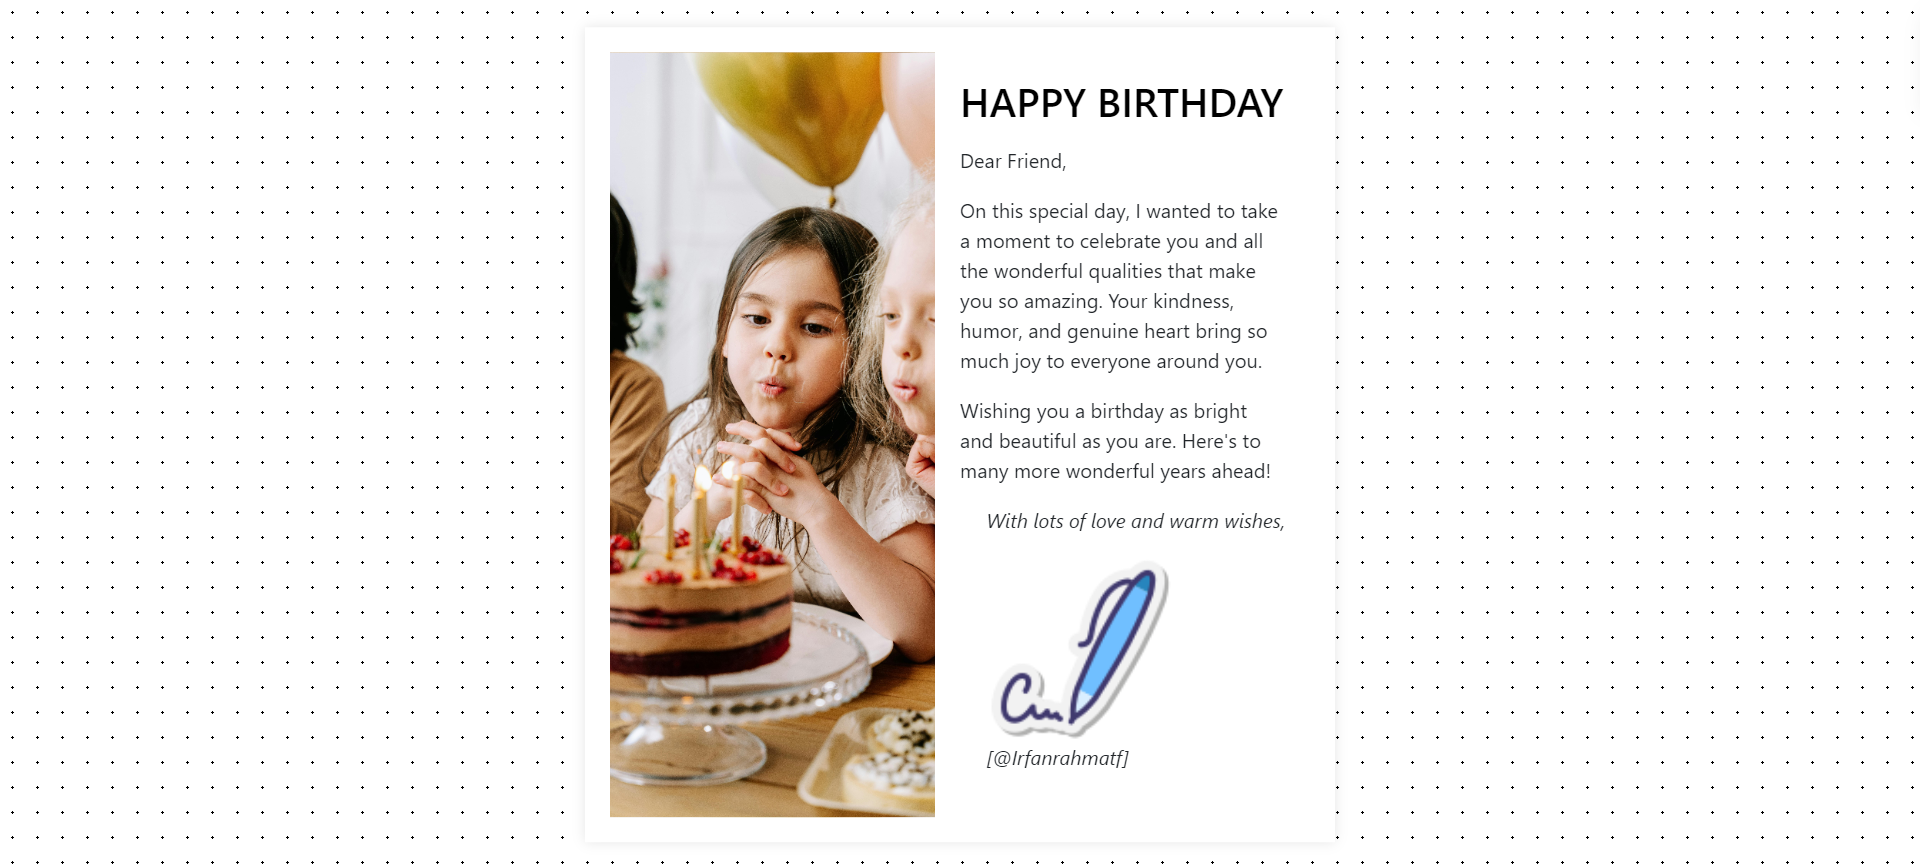 HAPPY BIRTHDAY
Dear Friend,
On this special day, I wanted to take
a moment to celebrate you and all
the wonderful qualities that make
you so amazing. Your kindness,
humor, and genuine heart bring so
much joy to everyone around you.
Wishing you a birthday as bright
and beautiful as you are. Here's to
many more wonderful years ahead!
With lots of love and warm wishes,
[@Irfanrahmatf]